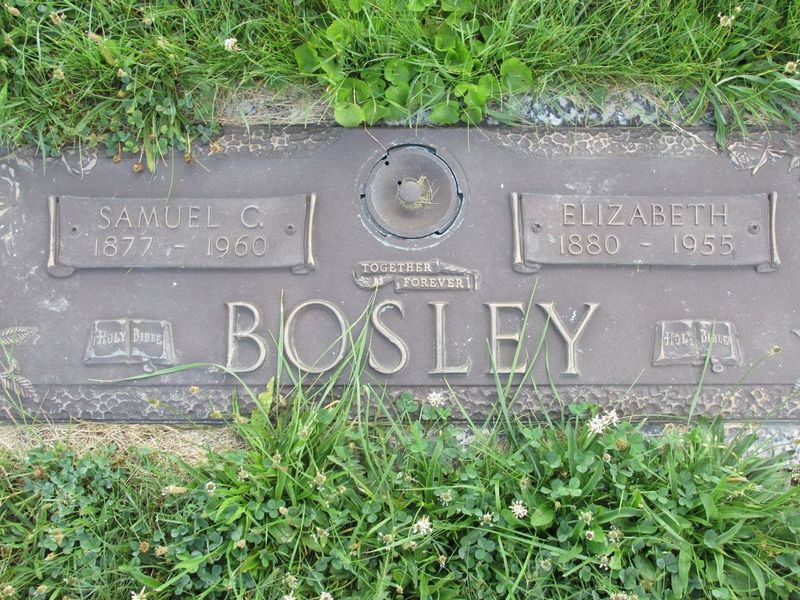 SAMUEL C.
1877 - 1960
ELIZABETH
1880 - 1955
TOGETHER
FOREVER
BOSLEY
HOLY BIBLE
HOLY BIBLE